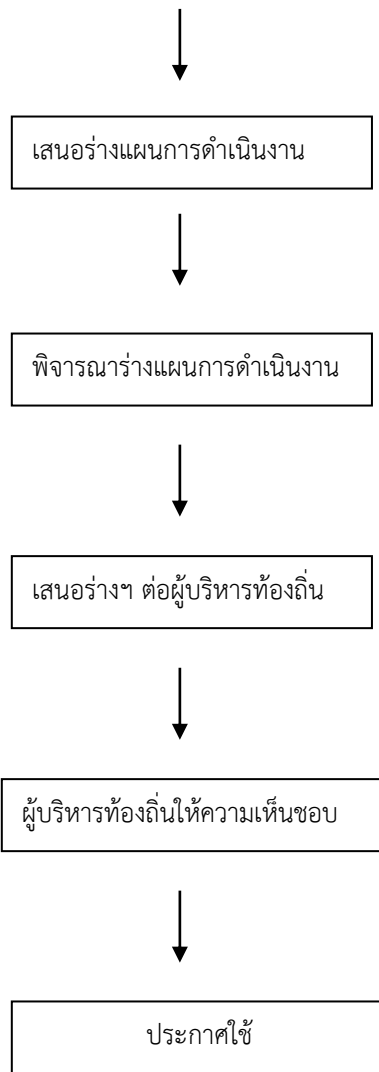 เสนอร่างแผนการดำเนินงาน
พิจารณาร่างแผนการดำเนินงาน
เสนอร่างฯ ต่อผู้บริหารท้องถิ่น
ผู้บริหารท้องถิ่นให้ความเห็นชอบ
ประกาศใช้